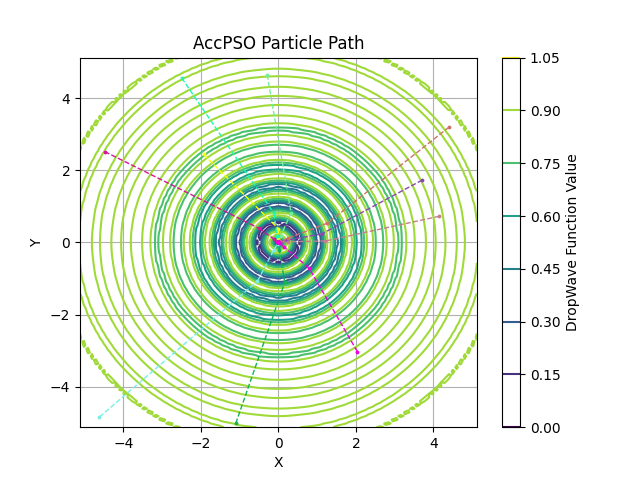 AccPSO Particle Path
Y
4
2
0
−2
−4
−4 −2 0 2 4
X
1.05
0.90
0.75
0.60
0.45
0.30
0.15
0.00
DropWave Function Value